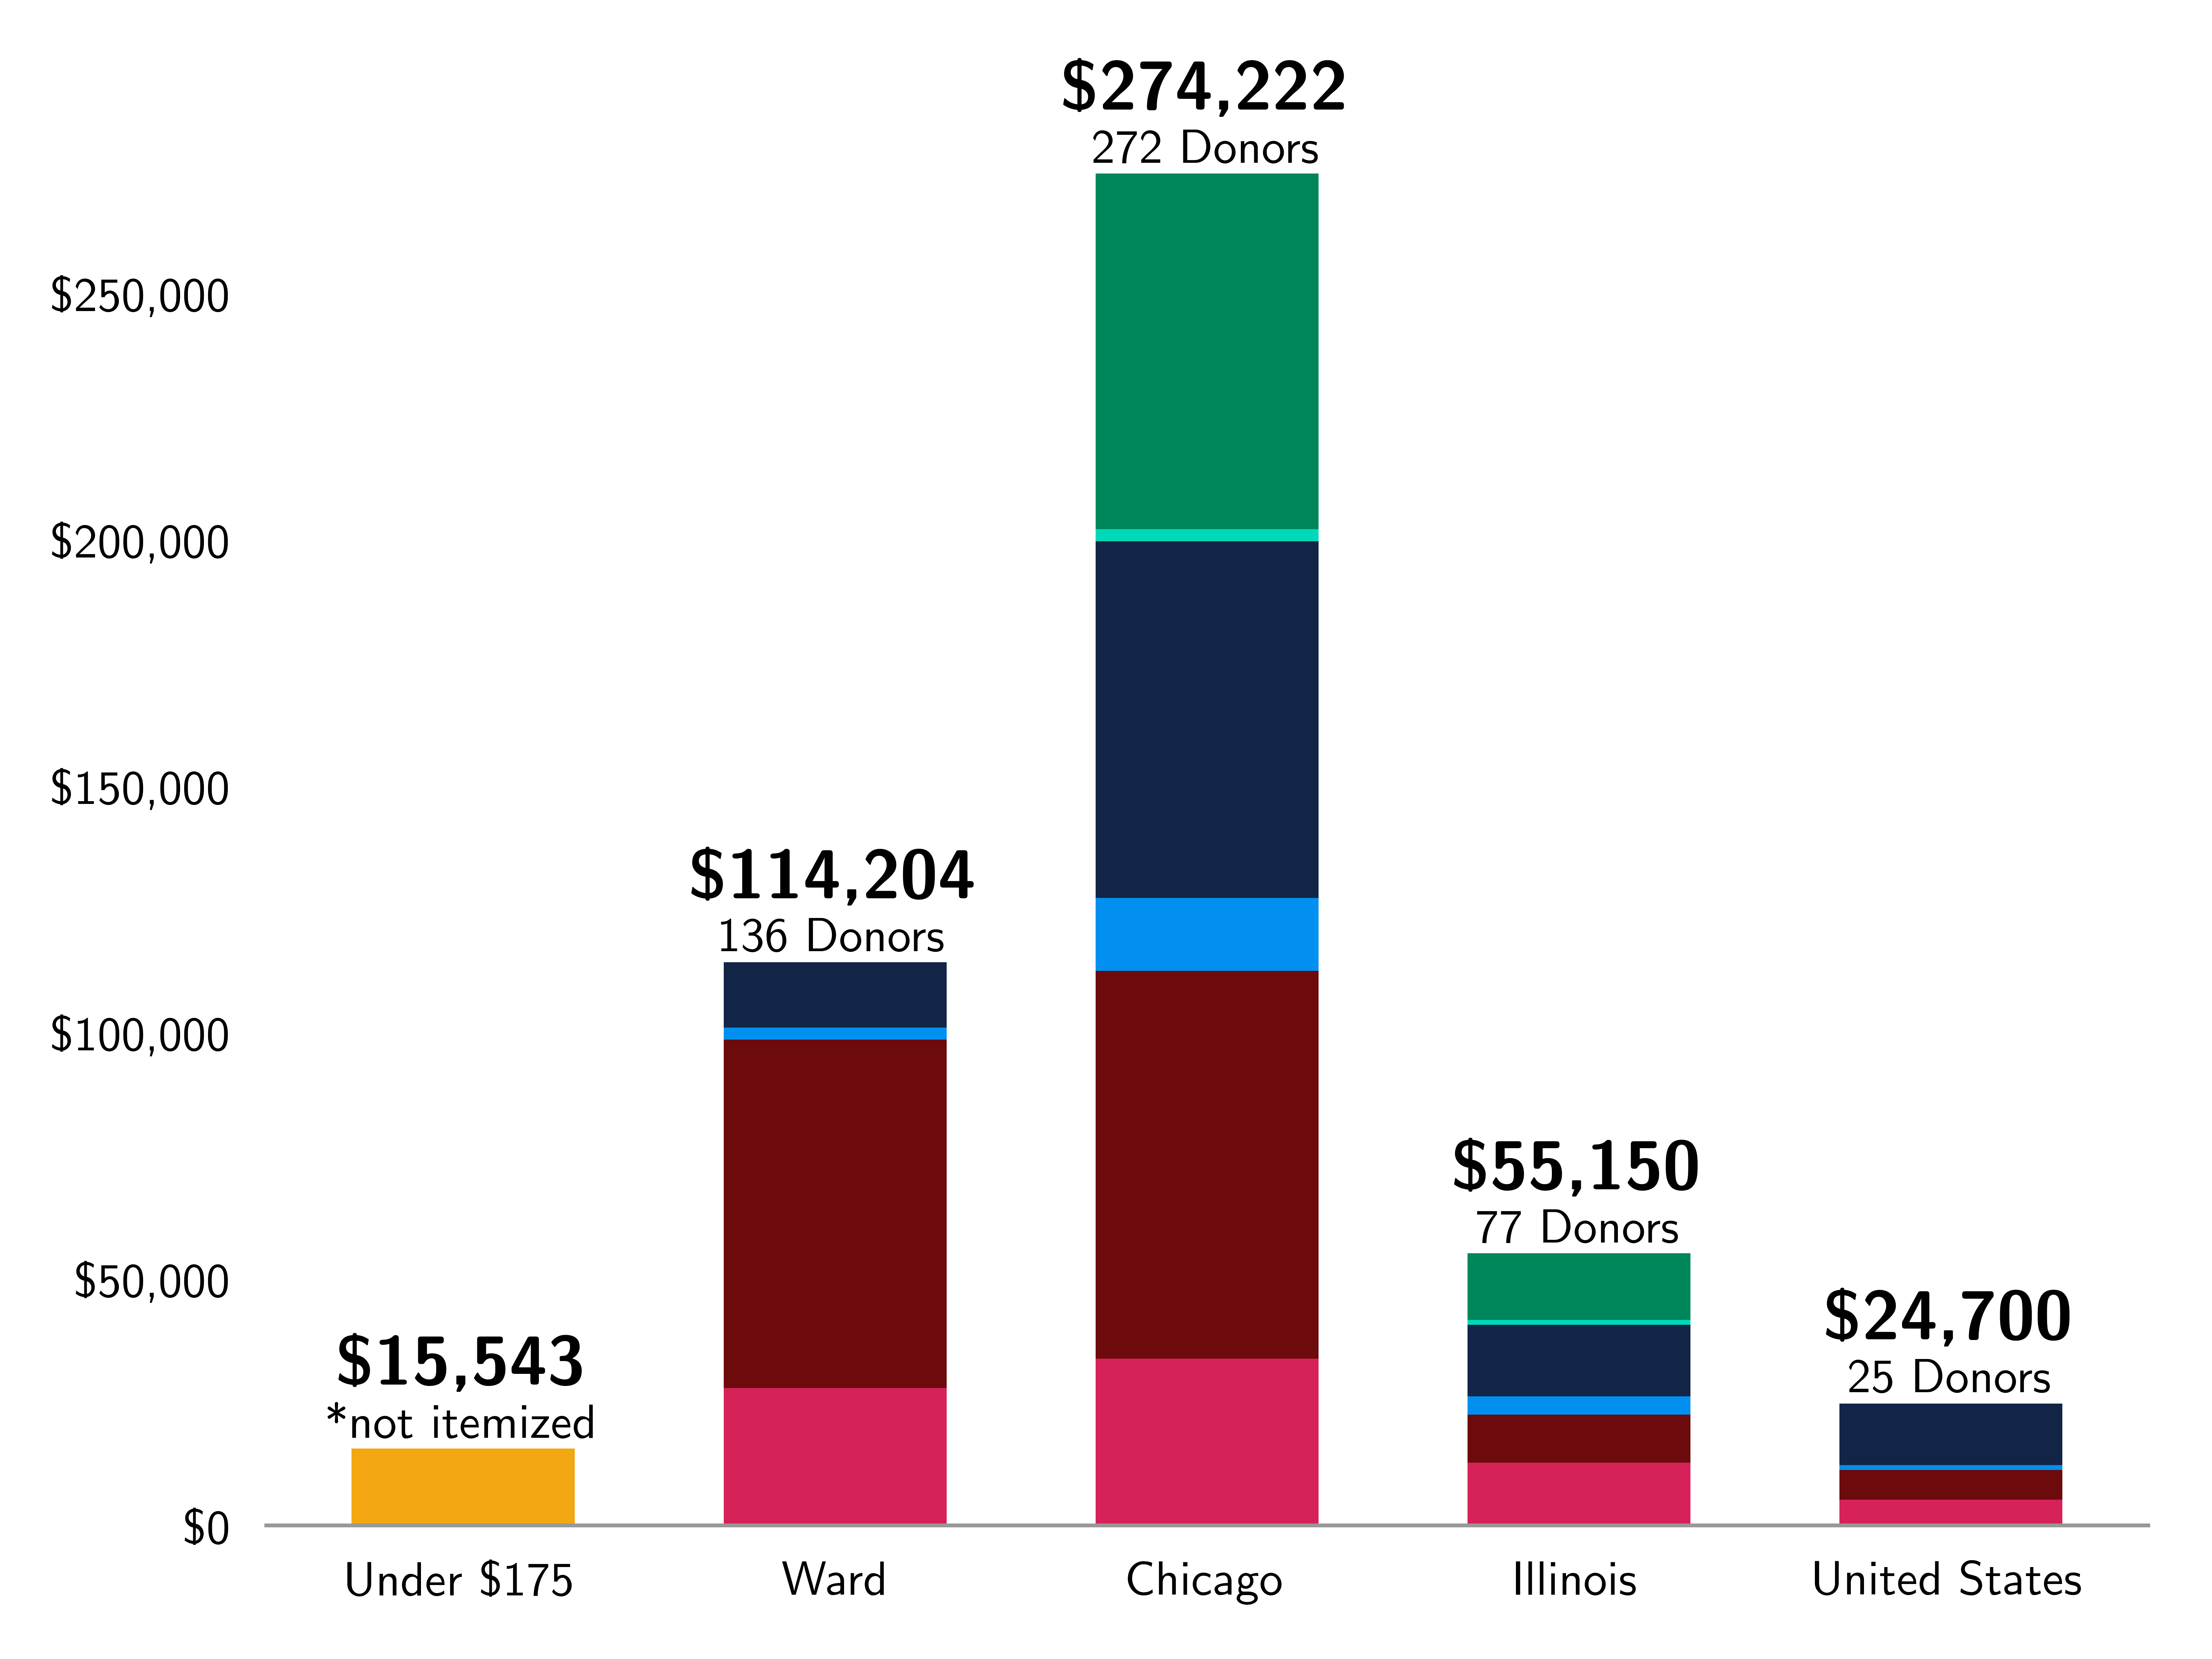 $274,222
272 Donors
$250,000
$200,000
$150,000
$114,204
136 Donors
$100,000
$55,150
77 Donors
$50,000
$24,700
25 Donors
$15,543
*not itemized
$0
Under $175
Ward
Chicago
Illinois
United States